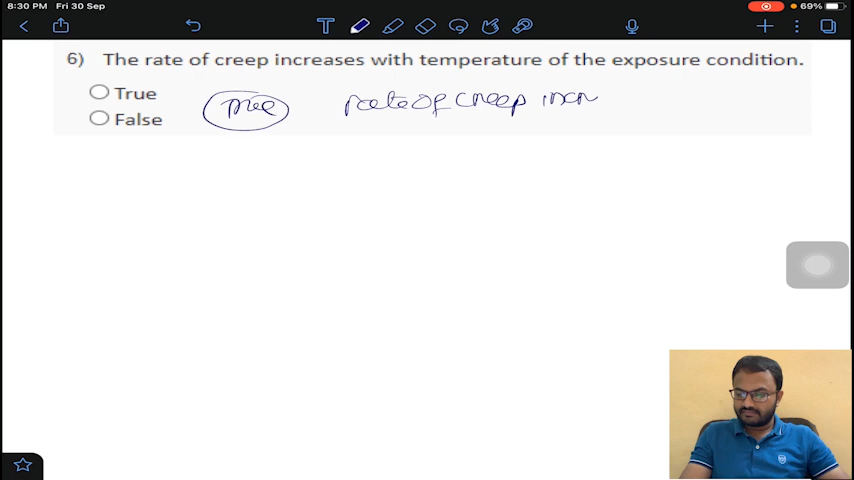 8:30 PM Fri 30 Sep
69%
6) The rate of creep increases with temperature of the exposure condition.
True
False
True rate of creep incr